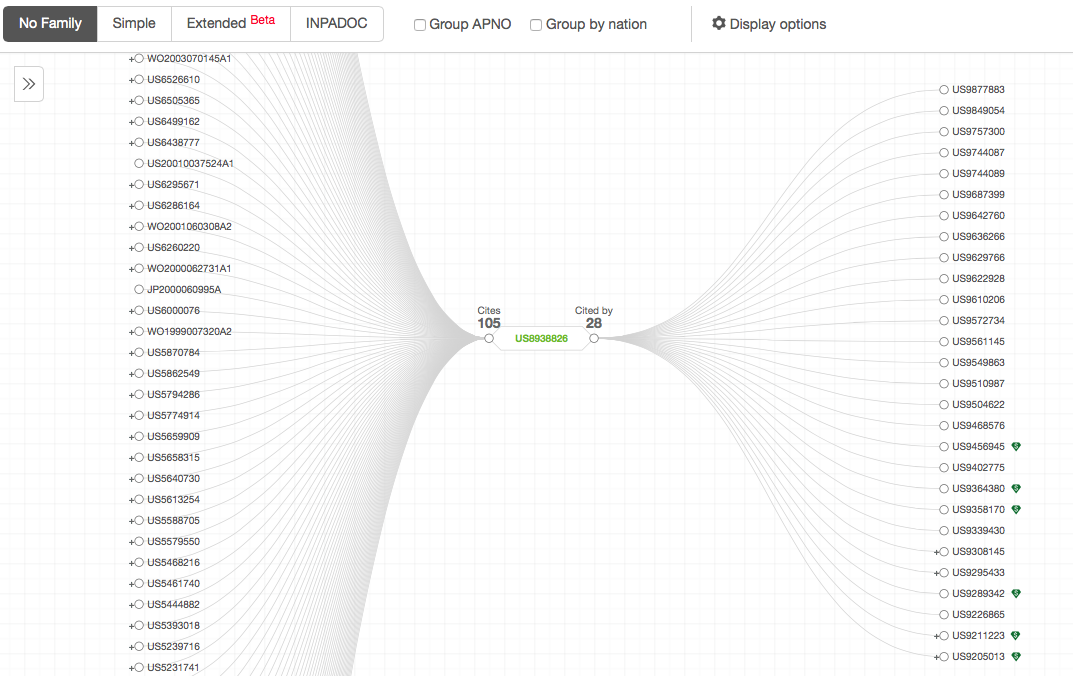 No Family Simple Extended Beta INPADOC Group APNO Group by nation Display options
WO2003070145A1
US6526610
US6505365
US6499162
US6438777
US20010037524A1
US6295671
US6286164
WO2001060308A2
US6260220
WO2000062731A1
JP2000060995A
US6000076
WO1999007320A2
US5870784
US5862549
US5794286
US5774914
US5659909
US5658315
US5640730
US5613254
US5588705
US5579550
US5468216
US5461740
US5444882
US5393018
US5239716
US5231741
Cites
105
US8938826
Cited by
28
US9877883
US9849054
US9757300
US9744087
US9744089
US9687399
US9642760
US9636266
US9629766
US9622928
US9610206
US9572734
US9561145
US9549863
US9510987
US9504622
US9468576
US9456945
US9402775
US9364380
US9358170
US9339430
US9308145
US9295433
US9289342
US9226865
US9211223
US9205013